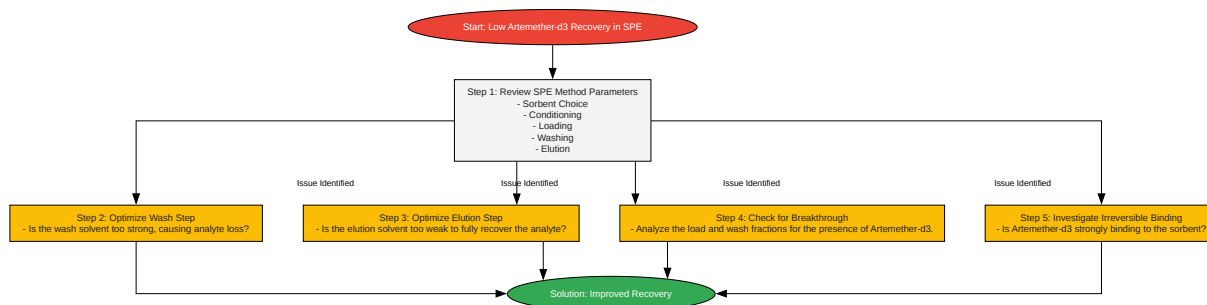 Start: Low Artemether-d3 Recovery in SPE
Step 1: Review SPE Method Parameters
- Sorbent Choice
- Conditioning
- Loading
- Washing
- Elution
Issue Identified
Issue Identified
Issue Identified
Issue Identified
Step 2: Optimize Wash Step
- Is the wash solvent too strong, causing analyte loss?
Step 3: Optimize Elution Step
- Is the elution solvent too weak to fully recover the analyte?
Step 4: Check for Breakthrough
- Analyze the load and wash fractions for the presence of Artemether-d3.
Step 5: Investigate Irreversible Binding
- Is Artemether-d3 strongly binding to the sorbent?
Solution: Improved Recovery